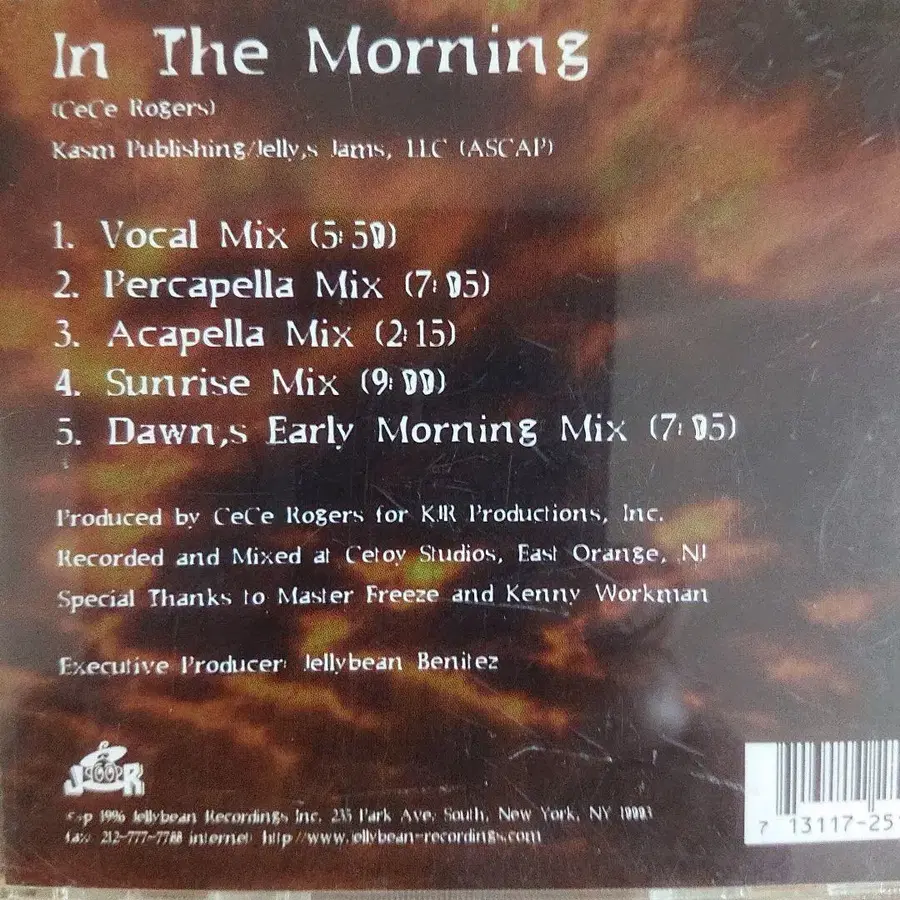 In The Morning
(CeCe Rogers)
Kasm Publishing/Jelly,s Jams, LLC (ASCAP)
1. Vocal Mix (5:50)
2. Percapella Mix (7:05)
3. Acapella Mix (2:15)
4. Sunrise Mix (9:00)
5. Dawn,s Early Morning Mix (7:05)
Produced by CeCe Rogers for KJR Productions, Inc.
Recorded and Mixed at Cetoy Studios, East Orange, NJ
Special Thanks to Master Freeze and Kenny Workman
Executive Producer: Jellybean Benitez
1996 Jellybean Recordings Inc. 235 Park Ave. South, New York, NY 10003
fax: 212-777-7788 internet: http://www.jellybean-recordings.com
7 13117-25